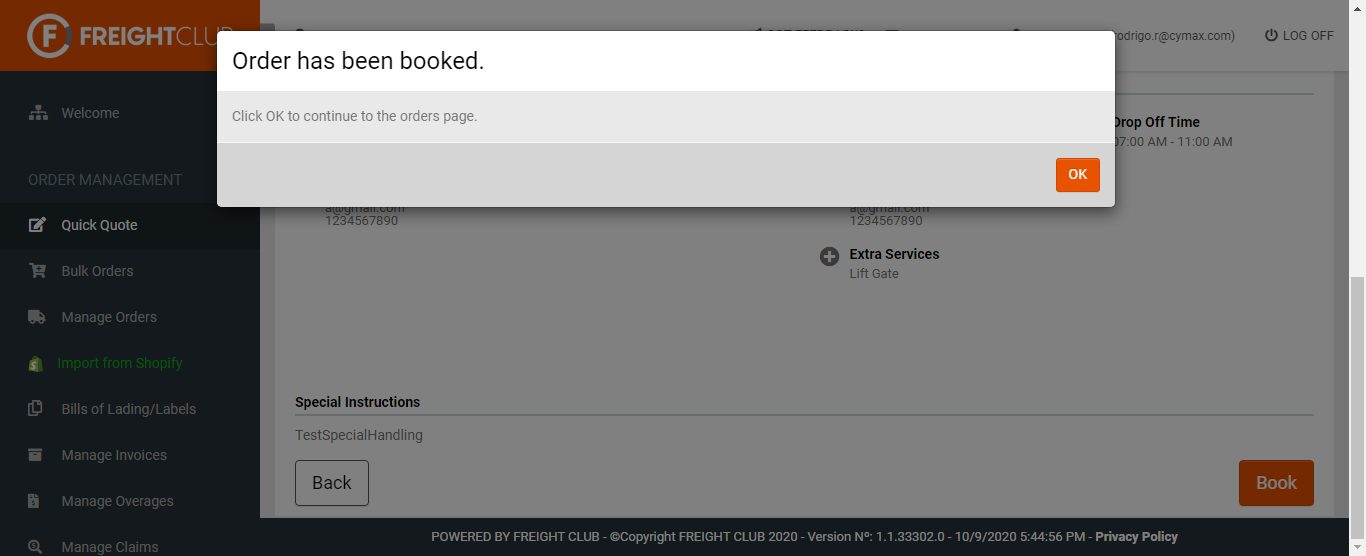 FREIGHTCLUB
rodrigo.r@cymax.com)
LOG OFF
Order has been booked.
Click OK to continue to the orders page.
OK
Welcome
ORDER MANAGEMENT
Quick Quote
Bulk Orders
Manage Orders
Import from Shopify
Bills of Lading/Labels
Manage Invoices
Manage Overages
Manage Claims
Drop Off Time
07:00 AM - 11:00 AM
a@gmail.com
1234567890
a@gmail.com
1234567890
Extra Services
Lift Gate
Special Instructions
TestSpecialHandling
Back
Book
POWERED BY FREIGHT CLUB - ©Copyright FREIGHT CLUB 2020 - Version Nº: 1.1.33302.0 - 10/9/2020 5:44:56 PM - Privacy Policy